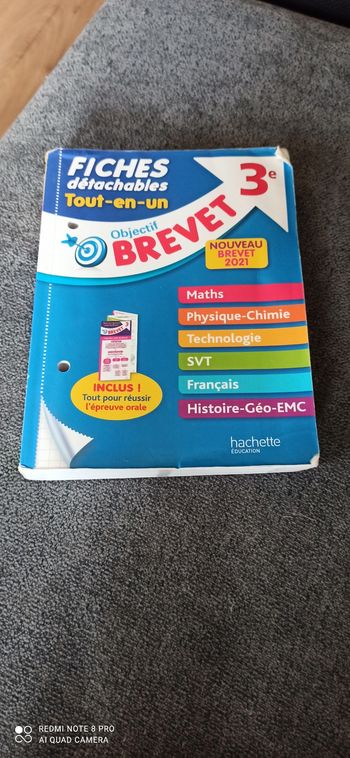 FICHES
détachables
Tout-en-un
3e
Objectif
BREVET
NOUVEAU
BREVET
2021
Maths
Physique-Chimie
Technologie
SVT
Français
Histoire-Géo-EMC
BREVET
INCLUS !
Tout pour réussir
l'épreuve orale
hachette
ÉDUCATION
REDMI NOTE 8 PRO
AI QUAD CAMERA